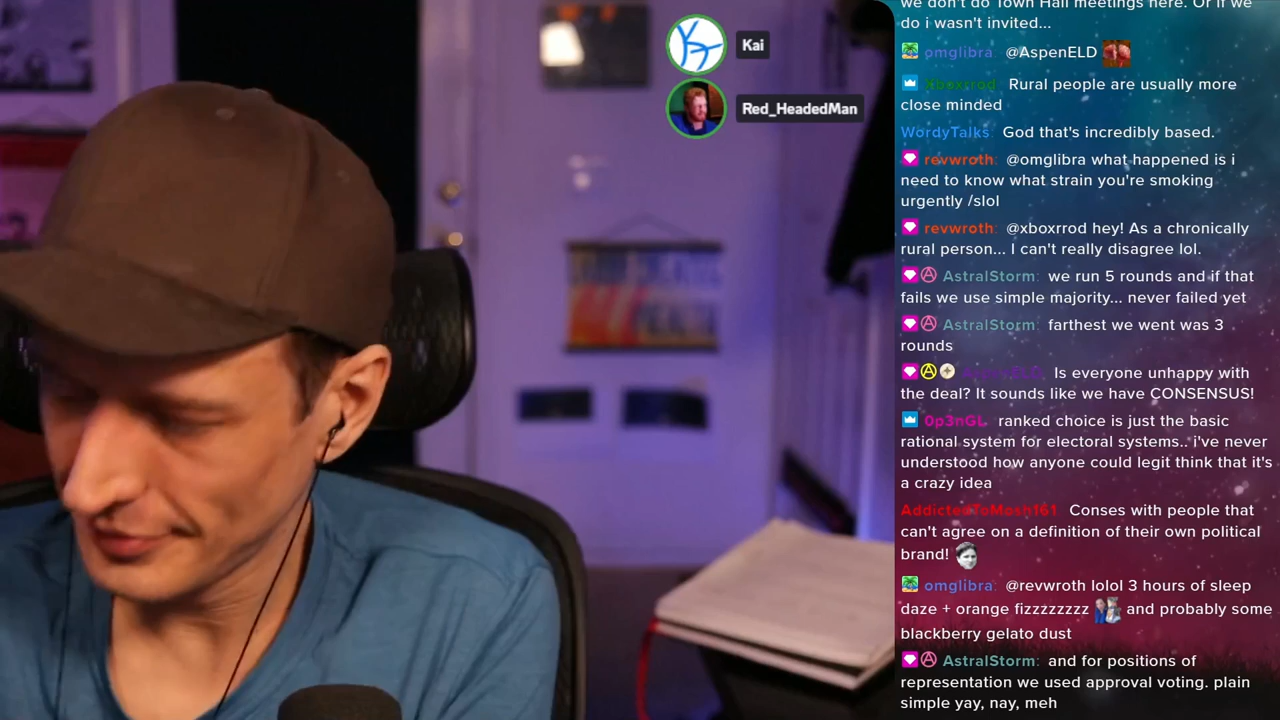 we don't do Town Hall meetings here. Or if we
do i wasn't invited...
omglibra: @AspenELD
Xboxrrod: Rural people are usually more
close minded
WordyTalks: God that's incredibly based.
revwroth: @omglibra what happened is i
need to know what strain you're smoking
urgently /slol
revwroth: @xboxrrod hey! As a chronically
rural person... I can't really disagree lol.
AstralStorm: we run 5 rounds and if that
fails we use simple majority... never failed yet
AstralStorm: farthest we went was 3
rounds
AspenELD: Is everyone unhappy with
the deal? It sounds like we have CONSENSUS!
0p3nGL: ranked choice is just the basic
rational system for electoral systems.. i've never
understood how anyone could legit think that it's
a crazy idea
AddictedToMosh161: Conses with people that
can't agree on a definition of their own political
brand!
omglibra: @revwroth lolol 3 hours of sleep
daze + orange fizzzzzzzz and probably some
blackberry gelato dust
AstralStorm: and for positions of
representation we used approval voting. plain
simple yay, nay, meh
Kai
Red_HeadedMan